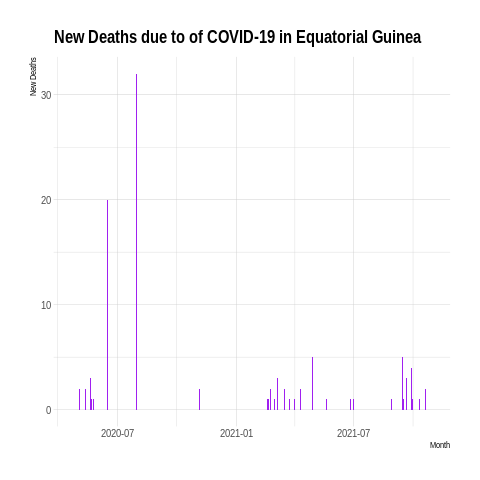 New Deaths due to of COVID-19 in Equatorial Guinea
New Deaths
30
20
10
0
2020-07 2021-01 2021-07
Month